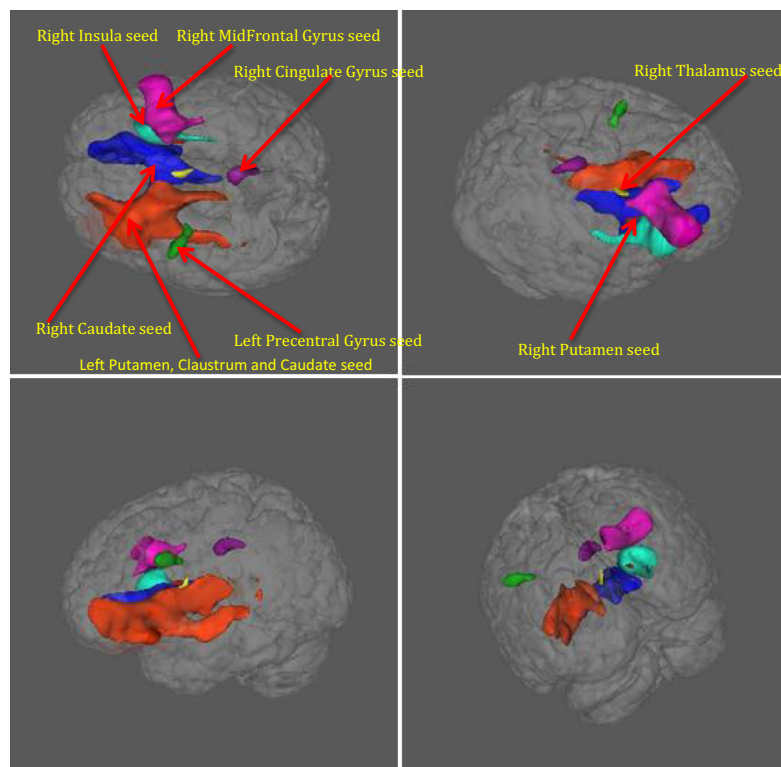 Right Insula seed
Right MidFrontal Gyrus seed
Right Cingulate Gyrus seed
Right Thalamus seed
Right Caudate seed
Left Precentral Gyrus seed
Left Putamen, Claustrum and Caudate seed
Right Putamen seed